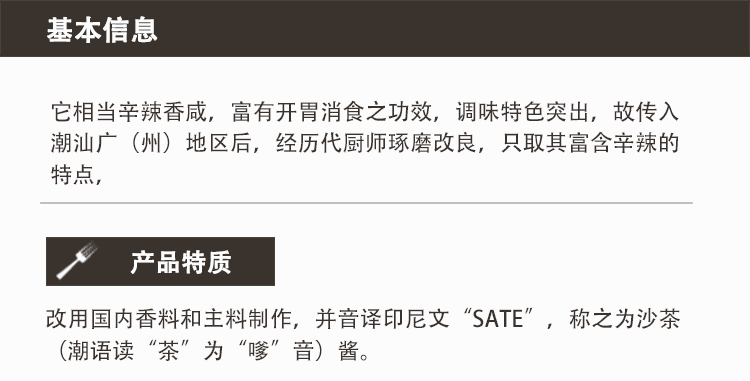 基本信息
它相当辛辣香咸，富有开胃消食之功效，调味特色突出，故传入
潮汕广（州）地区后，经历代厨师琢磨改良，只取其富含辛辣的
特点，
产品特质
改用国内香料和主料制作，并音译印尼文“SATE”，称之为沙茶
（潮语读“茶”为“嗲”音）酱。